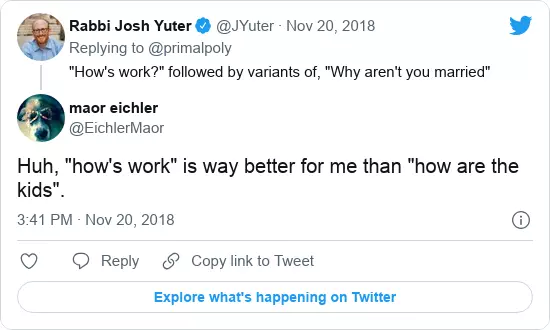 Rabbi Josh Yuter @JYuter · Nov 20, 2018
Replying to @primalpoly
"How's work?" followed by variants of, "Why aren't you married"
maor eichler
@EichlerMaor
Huh, "how's work" is way better for me than "how are the
kids".
3:41 PM · Nov 20, 2018
Reply Copy link to Tweet
Explore what's happening on Twitter